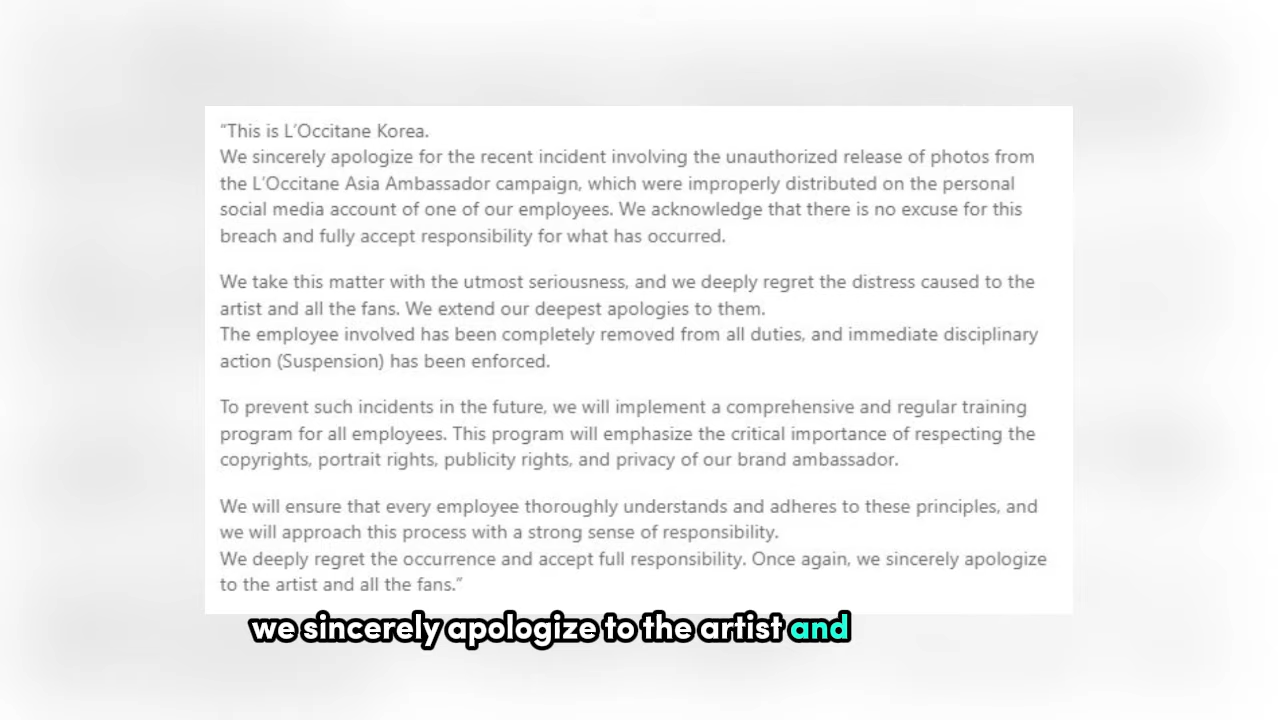 “This is L’Occitane Korea.
We sincerely apologize for the recent incident involving the unauthorized release of photos from
the L’Occitane Asia Ambassador campaign, which were improperly distributed on the personal
social media account of one of our employees. We acknowledge that there is no excuse for this
breach and fully accept responsibility for what has occurred.
We take this matter with the utmost seriousness, and we deeply regret the distress caused to the
artist and all the fans. We extend our deepest apologies to them.
The employee involved has been completely removed from all duties, and immediate disciplinary
action (Suspension) has been enforced.
To prevent such incidents in the future, we will implement a comprehensive and regular training
program for all employees. This program will emphasize the critical importance of respecting the
copyrights, portrait rights, publicity rights, and privacy of our brand ambassador.
We will ensure that every employee thoroughly understands and adheres to these principles, and
we will approach this process with a strong sense of responsibility.
We deeply regret the occurrence and accept full responsibility. Once again, we sincerely apologize
to the artist and all the fans.”
we sincerely apologize to the artist and